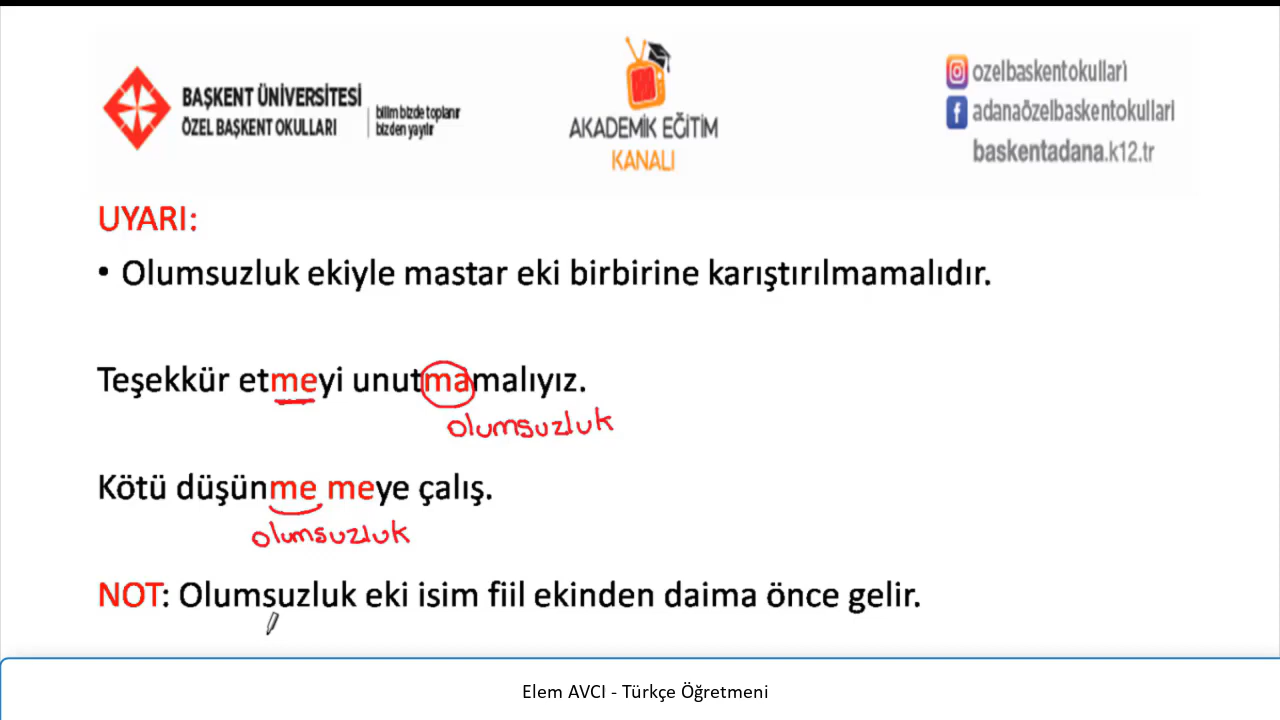 BAŞKENT ÜNİVERSİTESİ
ÖZEL BAŞKENT OKULLARI
bilim bizde toplanır
bizden yayılır
AKADEMİK EĞİTİM
KANALI
ozelbaskentokullari
adanaözelbaskentokullari
baskentadana.k12.tr
UYARI:
• Olumsuzluk ekiyle mastar eki birbirine karıştırılmamalıdır.
Teşekkür etmeyi unutmamalıyız.
olumsuzluk
Kötü düşünme meye çalış.
olumsuzluk
NOT: Olumsuzluk eki isim fiil ekinden daima önce gelir.
Elem AVCI - Türkçe Öğretmeni